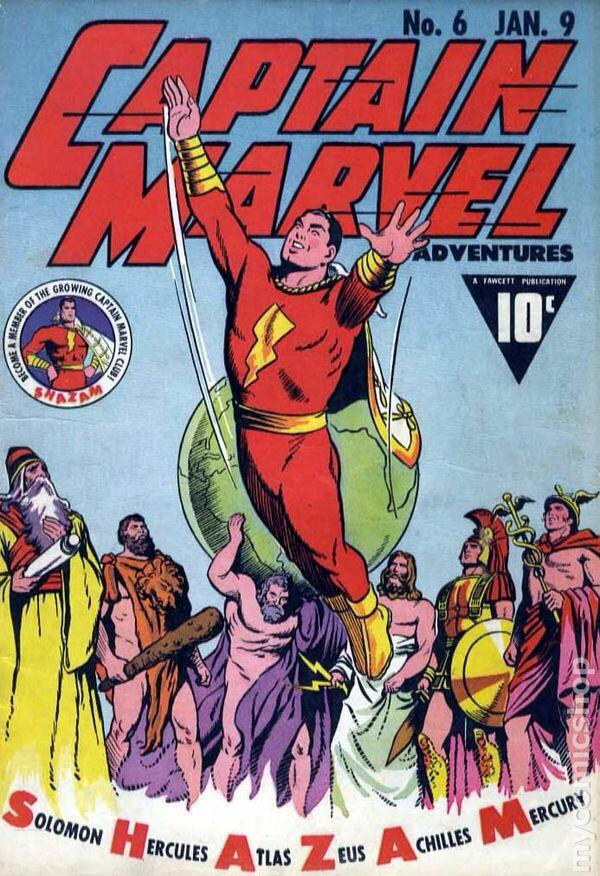 No. 6 JAN. 9
CAPTAIN
MARVEL
ADVENTURES
A FAWCETT PUBLICATION
10¢
BECOME A MEMBER OF THE GROWING CAPTAIN MARVEL CLUB!
SHAZAM
SOLOMON HERCULES ATLAS ZEUS ACHILLES MERCURY
mycomicshop